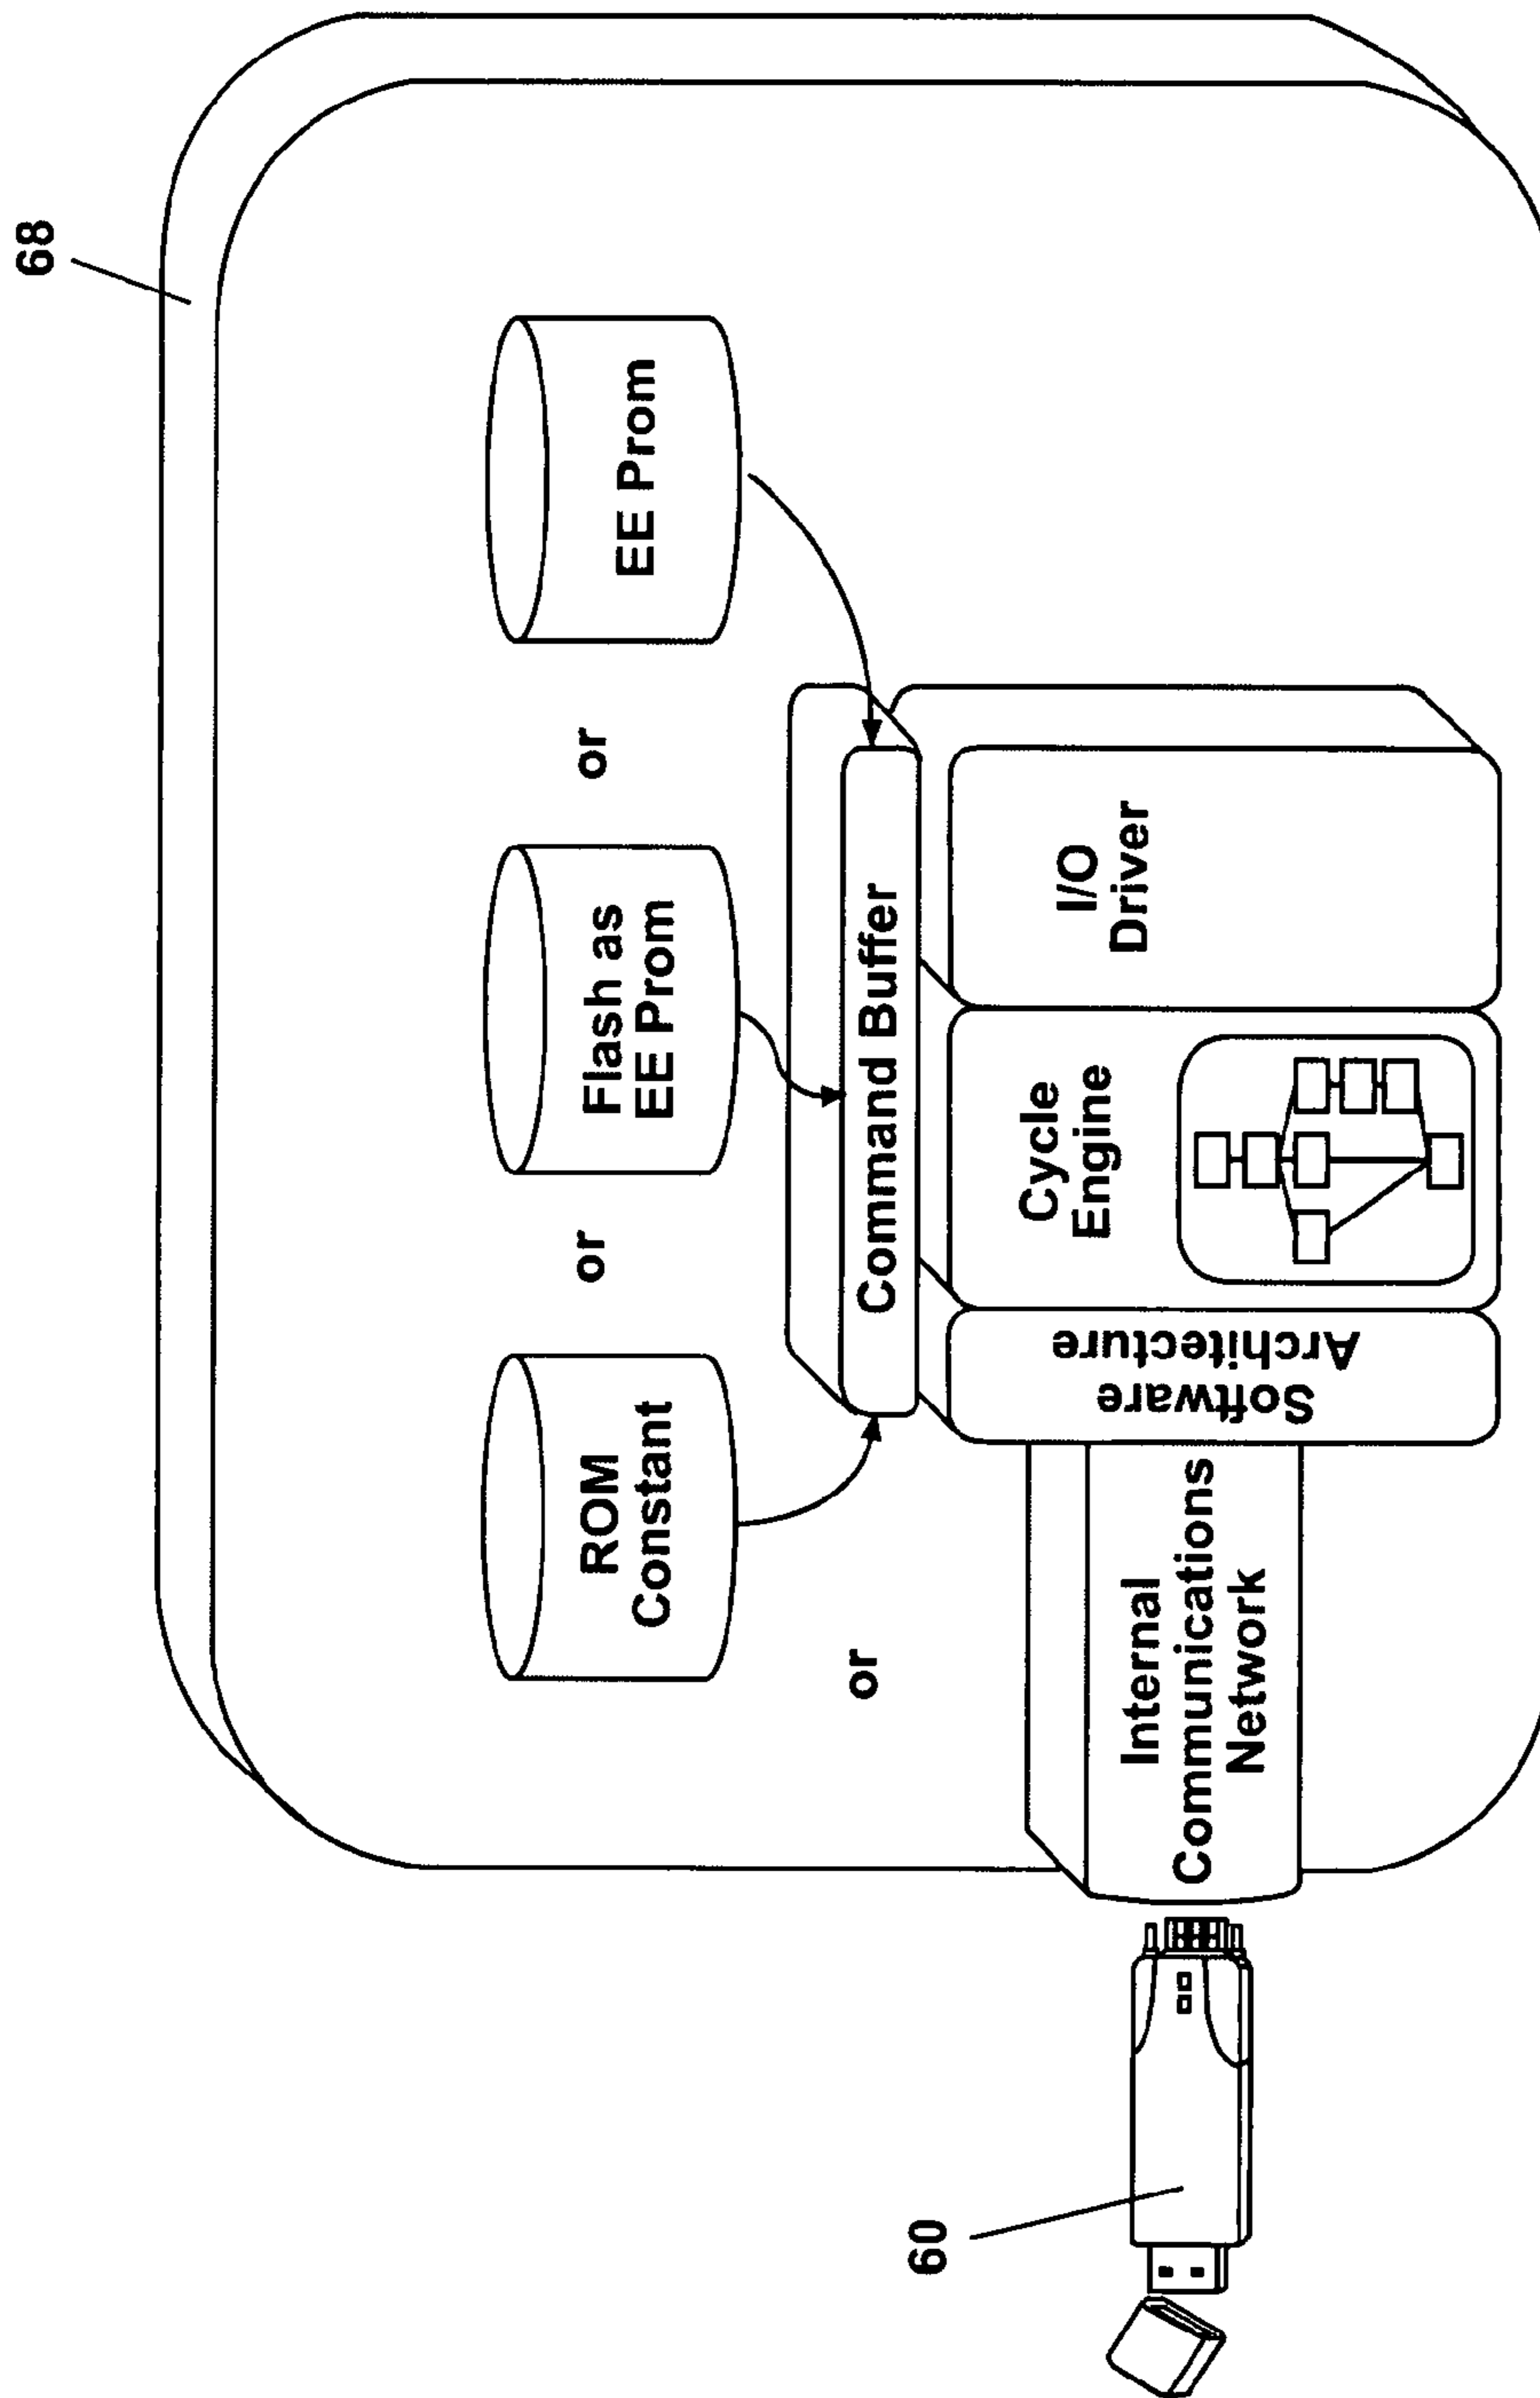 68
ROM
Constant
or
Flash as
EE Prom
or
EE Prom
or
Command Buffer
Internal
Communications
Network
Software
Architecture
Cycle
Engine
I/O
Driver
60